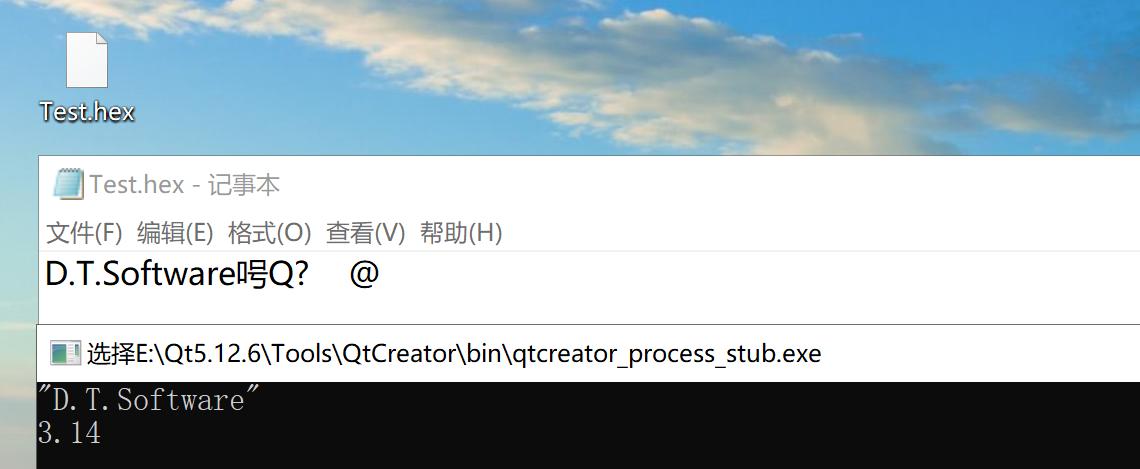 Test.hex
Test.hex - 记事本
文件(F) 编辑(E) 格式(O) 查看(V) 帮助(H)
D.T.Software呺Q? @
选择E:\Qt5.12.6\Tools\QtCreator\bin\qtcreator_process_stub.exe
"D.T.Software"
3.14